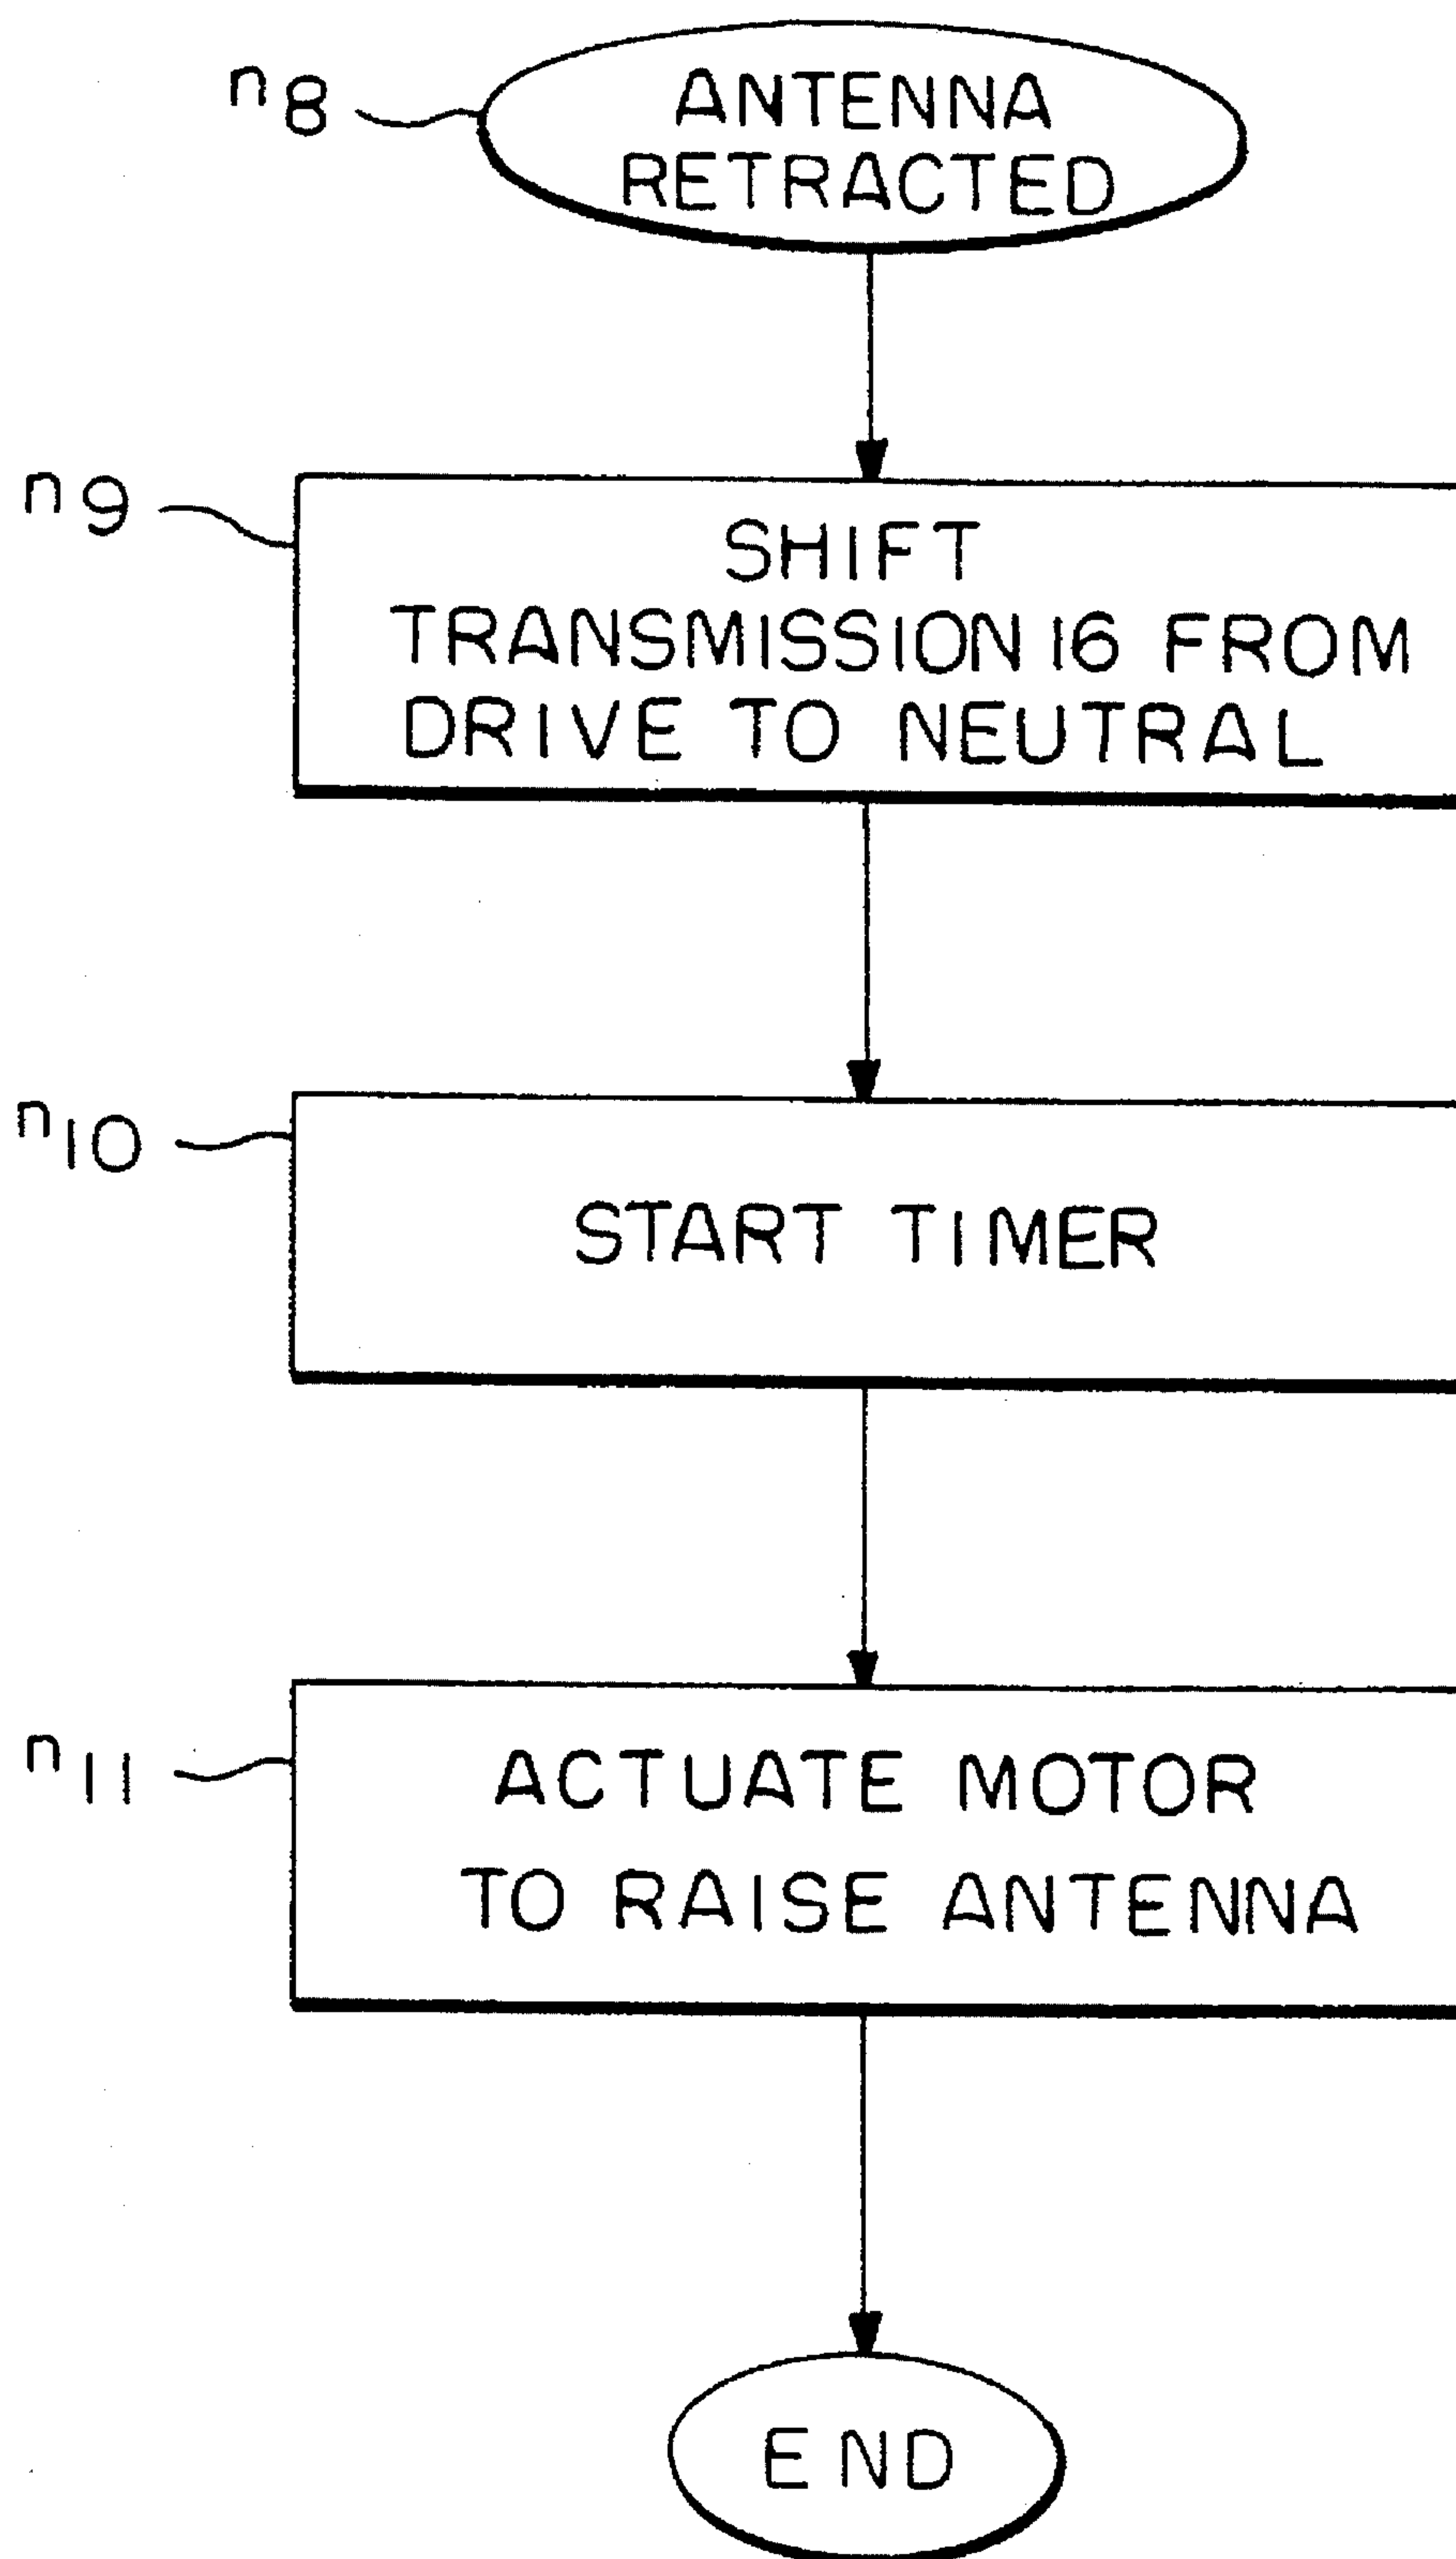 n8
ANTENNA
RETRACTED
n9
SHIFT
TRANSMISSION 16 FROM
DRIVE TO NEUTRAL
n10
START TIMER
n11
ACTUATE MOTOR
TO RAISE ANTENNA
END